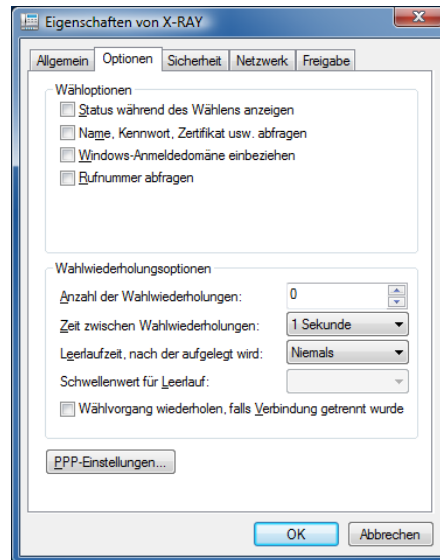 Eigenschaften von X-RAY
Allgemein Optionen Sicherheit Netzwerk Freigabe
Wähloptionen
Status während des Wählens anzeigen
Name, Kennwort, Zertifikat usw. abfragen
Windows-Anmeldedomäne einbeziehen
Rufnummer abfragen
Wahlwiederholungsoptionen
Anzahl der Wahlwiederholungen: 0
Zeit zwischen Wahlwiederholungen: 1 Sekunde
Leerlaufzeit, nach der aufgelegt wird: Niemals
Schwellenwert für Leerlauf:
Wählvorgang wiederholen, falls Verbindung getrennt wurde
PPP-Einstellungen...
OK Abbrechen